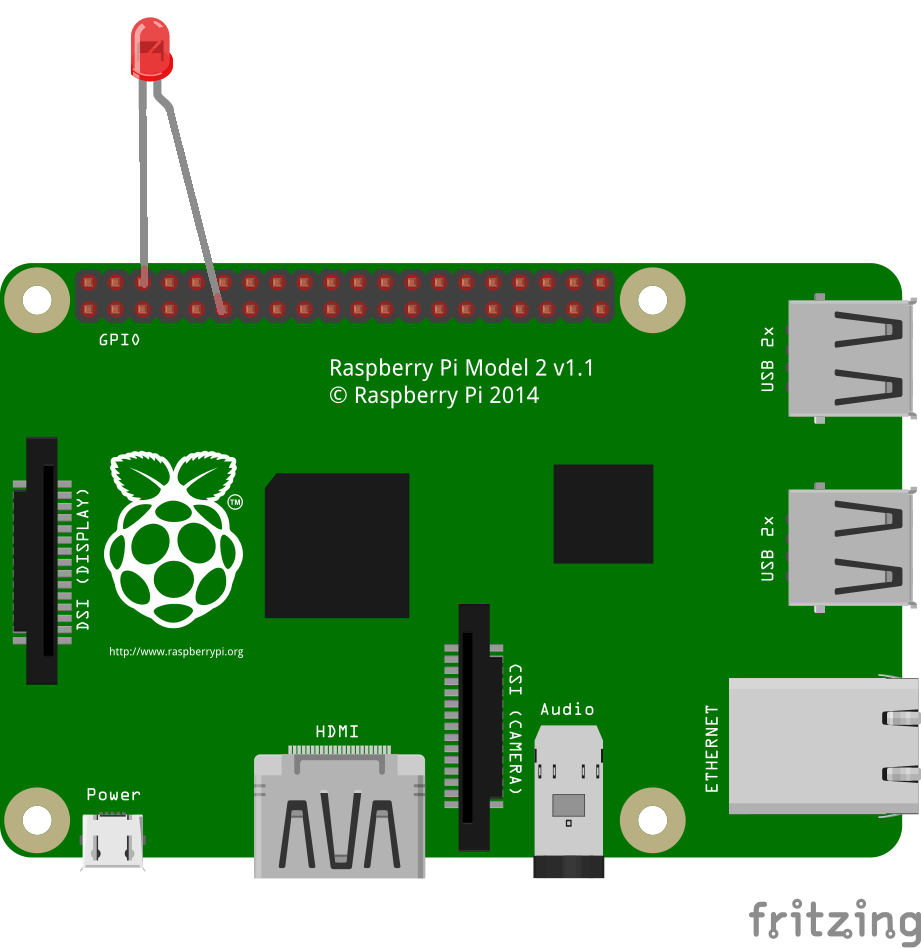 GPIO
Raspberry Pi Model 2 v1.1
© Raspberry Pi 2014
USB 2x
DSI (DISPLAY)
TM
USB 2x
http://www.raspberrypi.org
CSI (CAMERA)
Audio
ETHERNET
HDMI
Power
fritzing